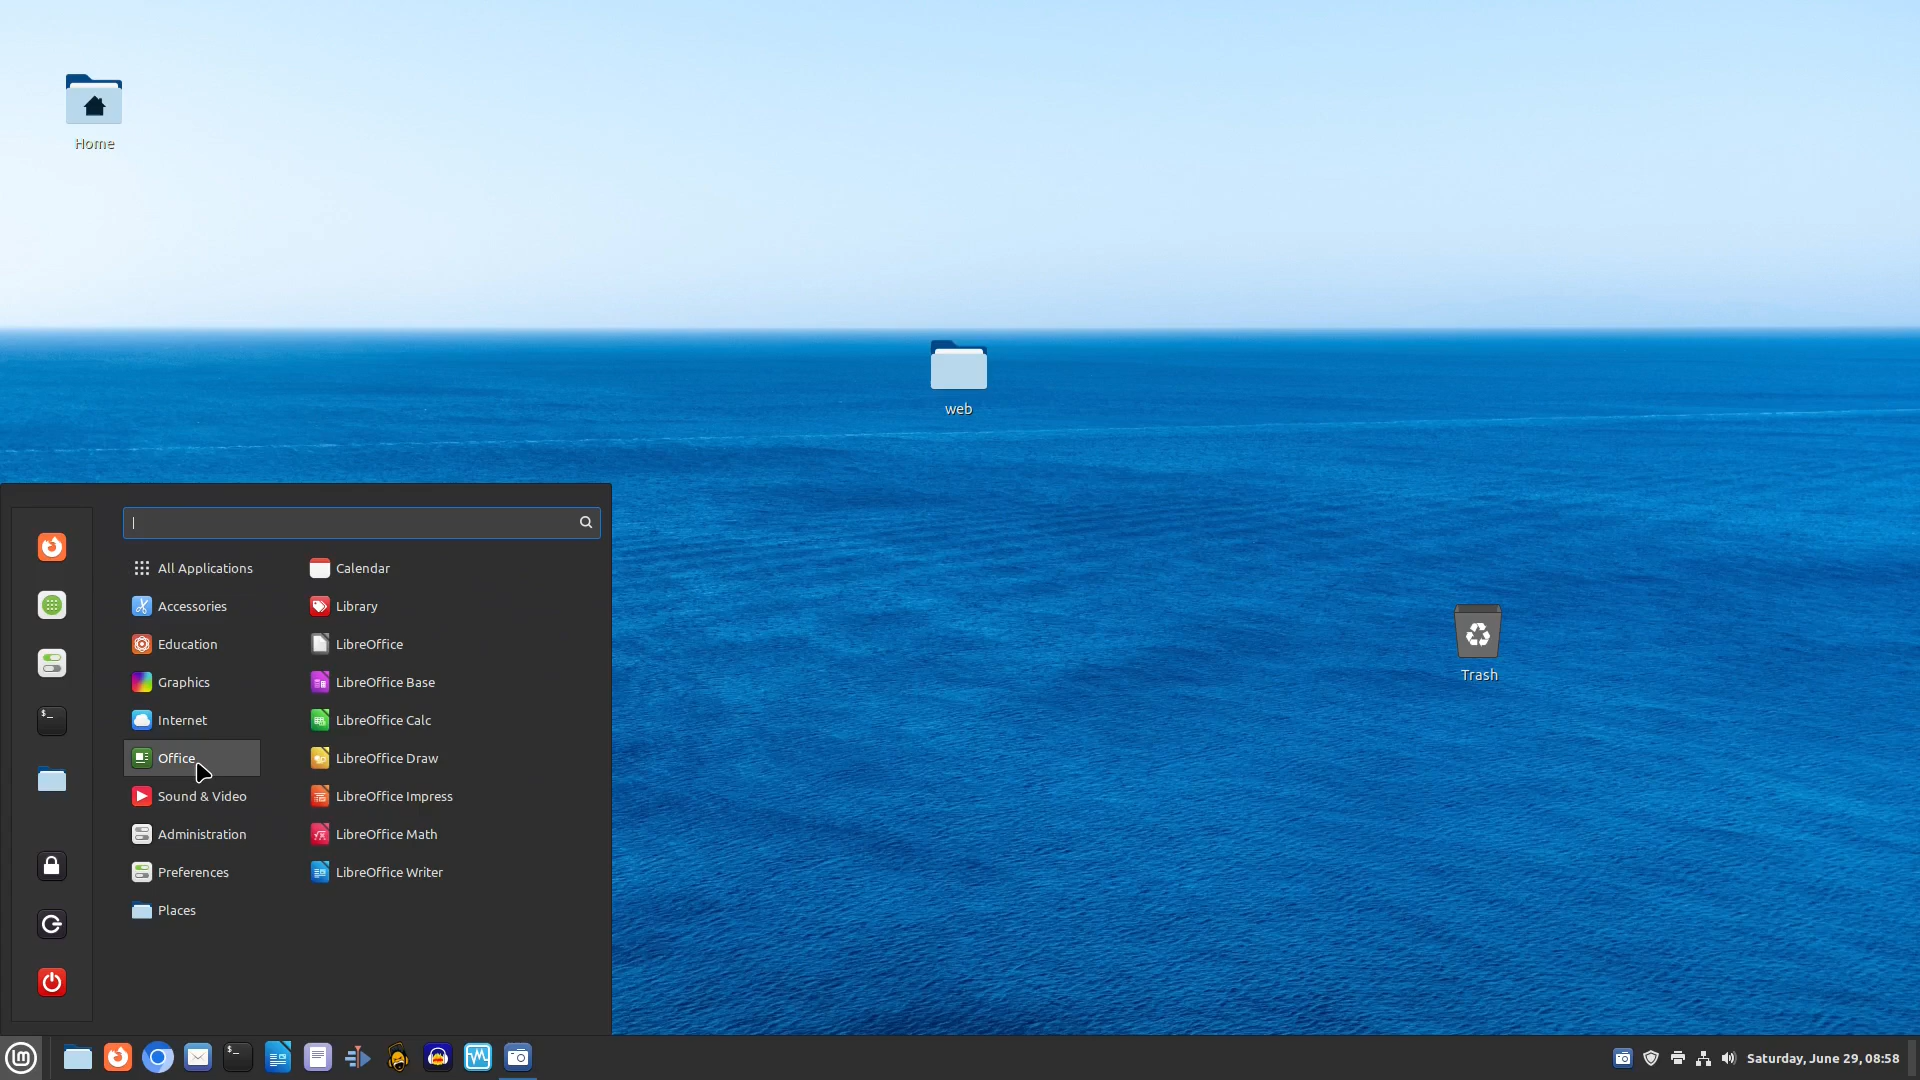 Home
web
Trash
All Applications
Accessories
Education
Graphics
Internet
Office
Sound & Video
Administration
Preferences
Places
Calendar
Library
LibreOffice
LibreOffice Base
LibreOffice Calc
LibreOffice Draw
LibreOffice Impress
LibreOffice Math
LibreOffice Writer
Saturday, June 29, 08:58